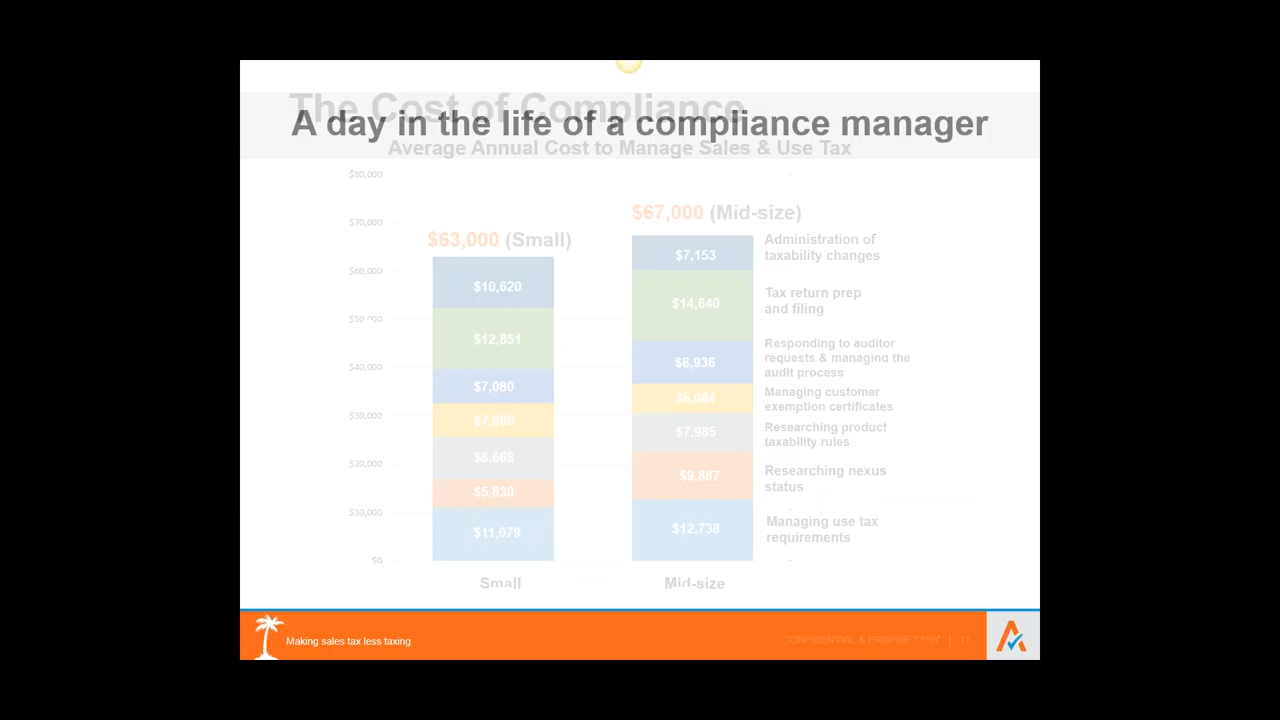 The Cost of Compliance
A day in the life of a compliance manager
Average Annual Cost to Manage Sales & Use Tax
$80,000
$70,000
$60,000
$50,000
$40,000
$30,000
$20,000
$10,000
$0
$63,000 (Small)
$10,620
$12,851
$7,080
$7,080
$8,668
$5,830
$11,079
Small
$67,000 (Mid-size)
$7,153
$14,640
$8,936
$6,084
$7,985
$9,887
$12,738
Mid-size
Administration of
taxability changes
Tax return prep
and filing
Responding to auditor
requests & managing the
audit process
Managing customer
exemption certificates
Researching product
taxability rules
Researching nexus
status
Managing use tax
requirements
Making sales tax less taxing
CONFIDENTIAL & PROPRIETARY